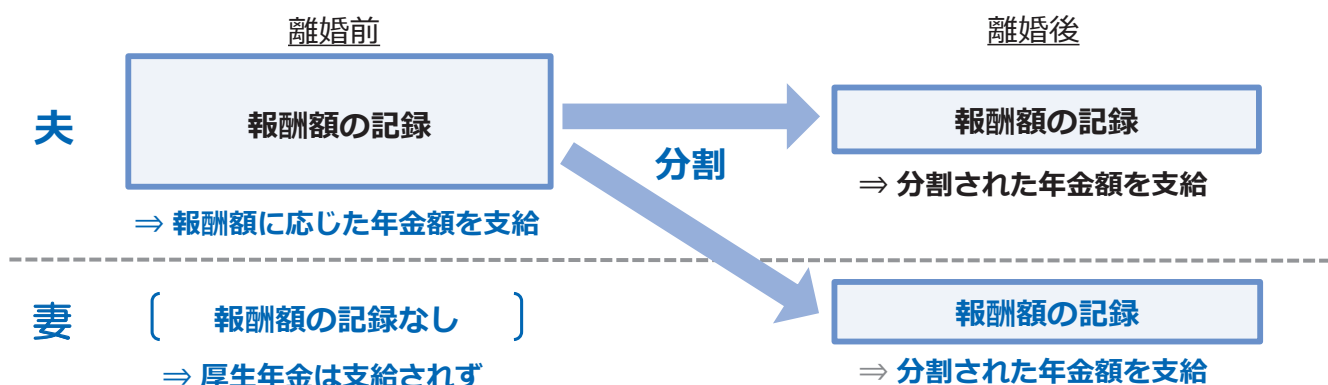 離婚前
離婚後
夫
報酬額の記録
分割
報酬額の記録
⇒ 報酬額に応じた年金額を支給
⇒ 分割された年金額を支給
妻
報酬額の記録なし
報酬額の記録
⇒ 厚生年金は支給されず
⇒ 分割された年金額を支給